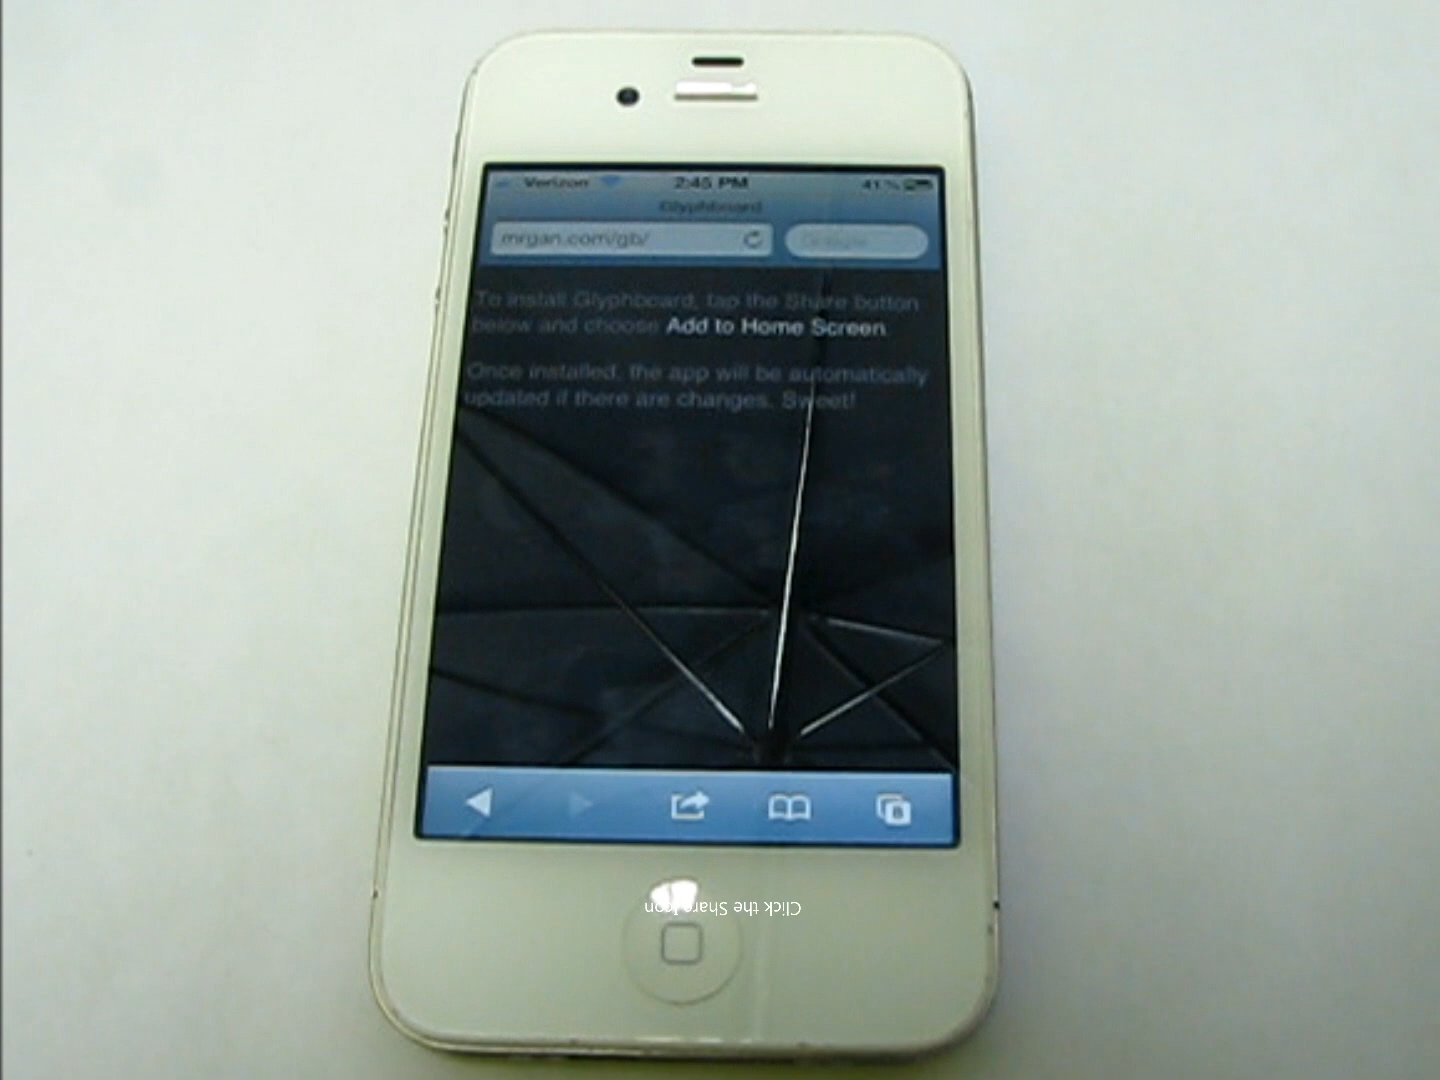 Verizon 2:45 PM 41%
Glyphboard
mrgan.com/gb/ Google
To install Glyphboard, tap the Share button
below and choose Add to Home Screen
Once installed, the app will be automatically
updated if there are changes. Sweet!
Click the Share Icon